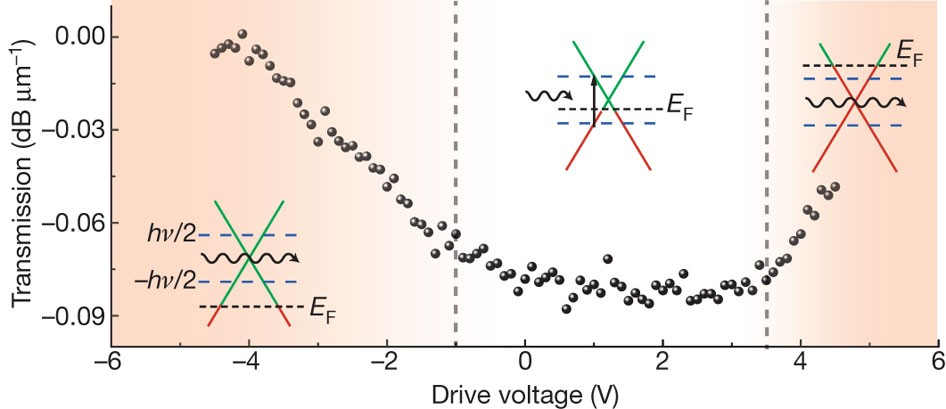 Transmission (dB μm⁻¹)
0.00
−0.03
−0.06
−0.09
hν/2
−hν/2
E_F
E_F
E_F
−6 −4 −2 0 2 4 6
Drive voltage (V)